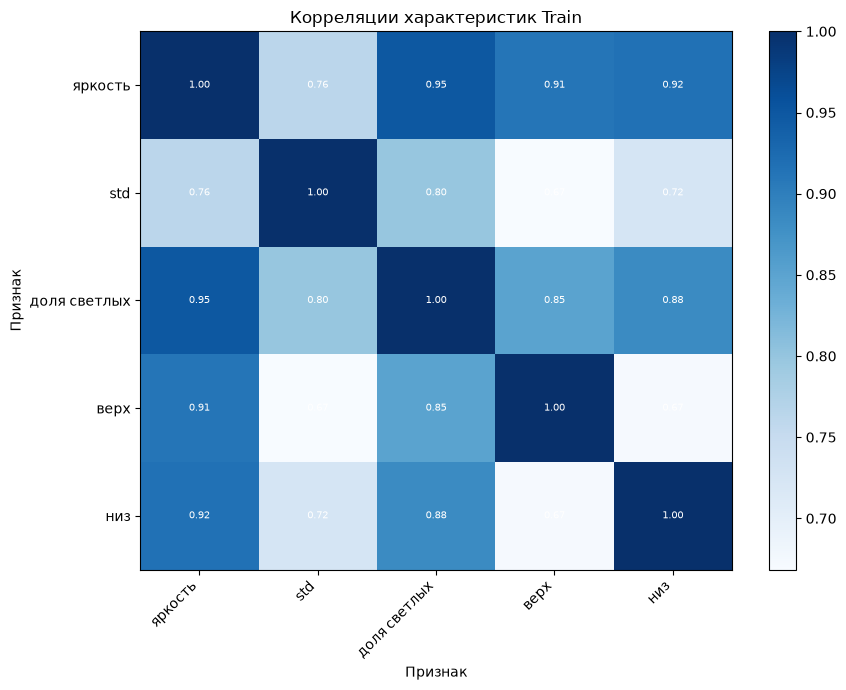 Корреляции характеристик Train
яркость 1.00 0.76 0.95 0.91 0.92
std 0.76 1.00 0.80 0.72
доля светлых 0.95 0.80 1.00 0.85 0.88
верх 0.91 0.85 1.00
низ 0.92 0.72 0.88 1.00
Признак
яркость std доля светлых верх низ
Признак
1.00
0.95
0.90
0.85
0.80
0.75
0.70